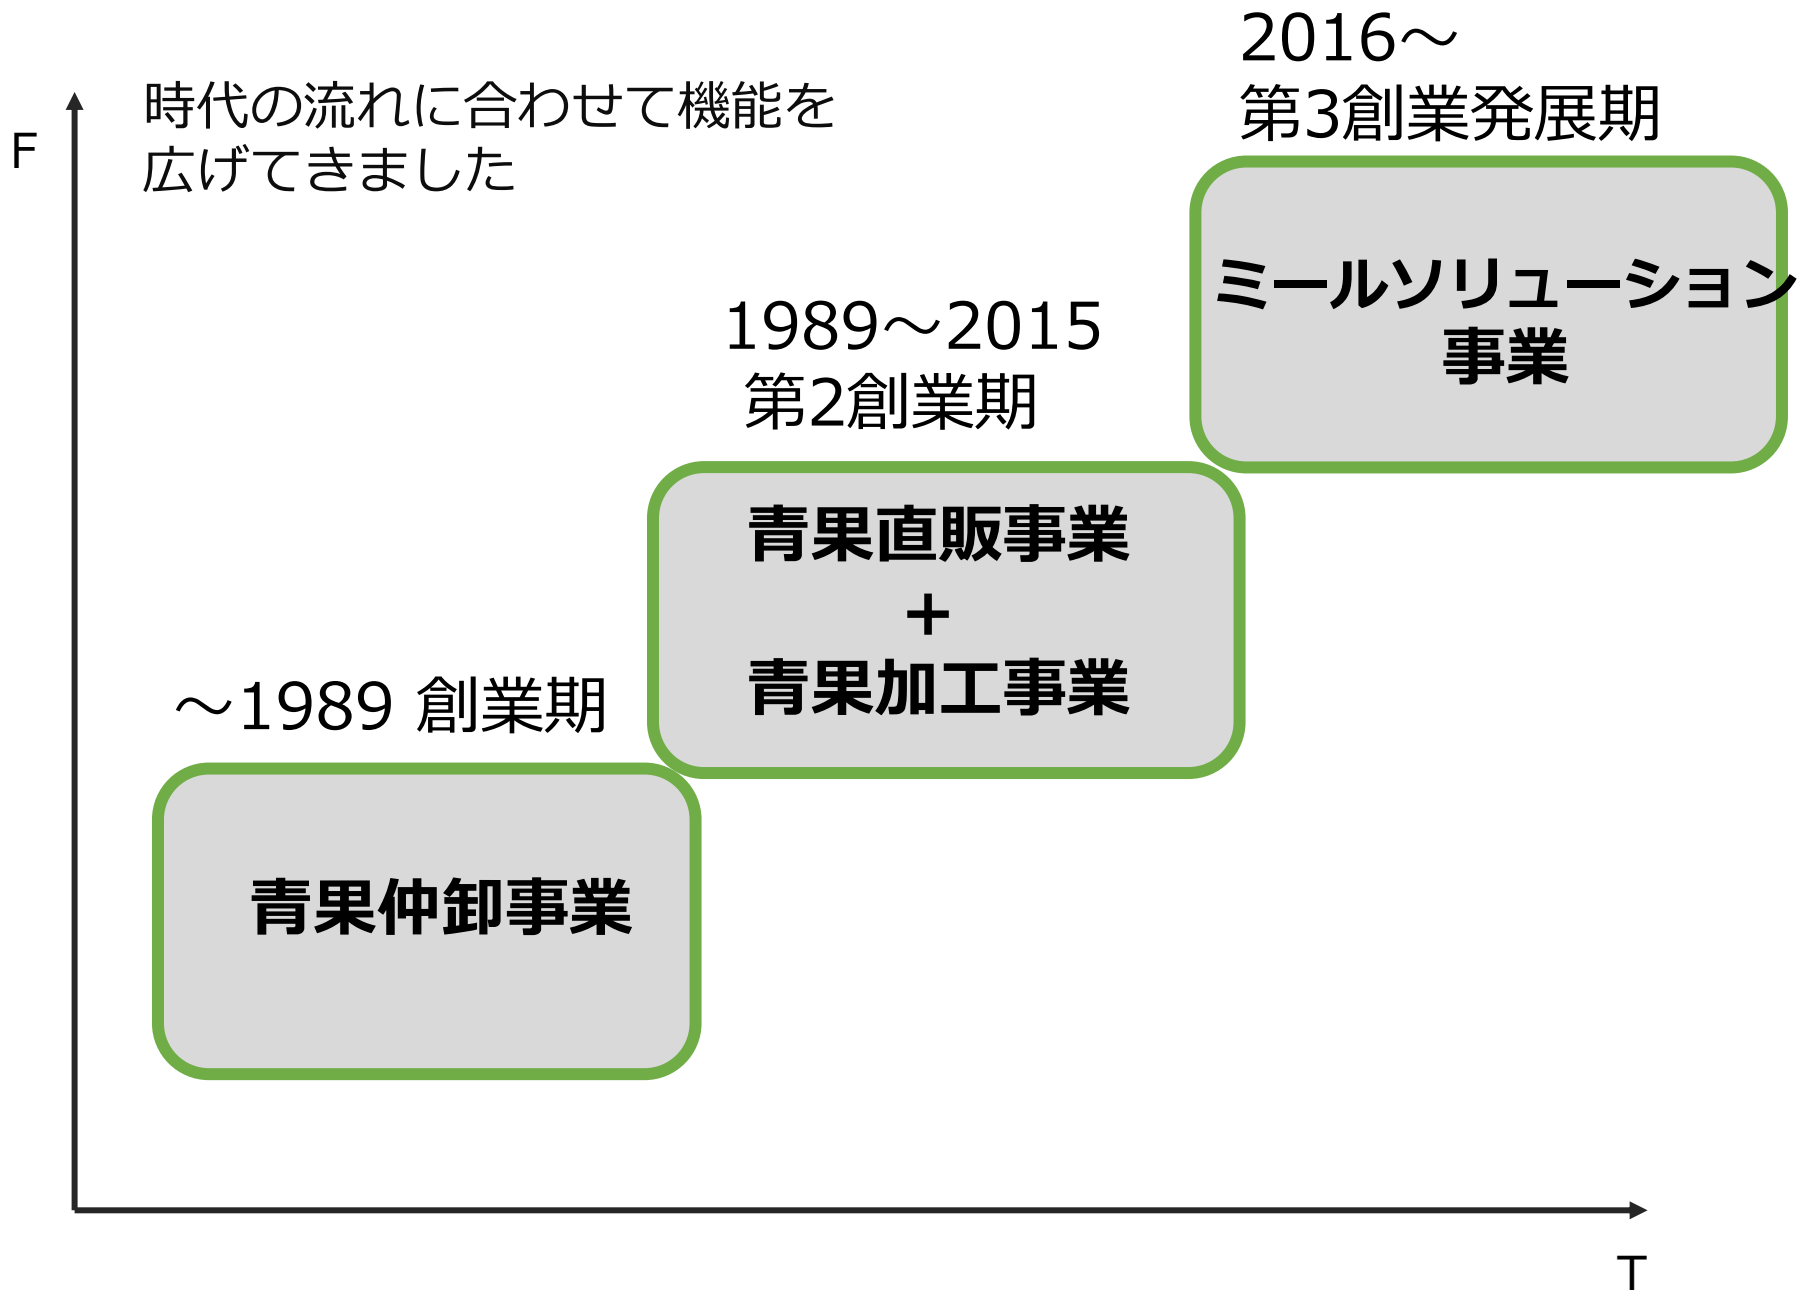 時代の流れに合わせて機能を
広げてきました
F
2016～
第3創業発展期
ミールソリューション
事業
1989～2015
第2創業期
青果直販事業
+
青果加工事業
～1989 創業期
青果仲卸事業
T